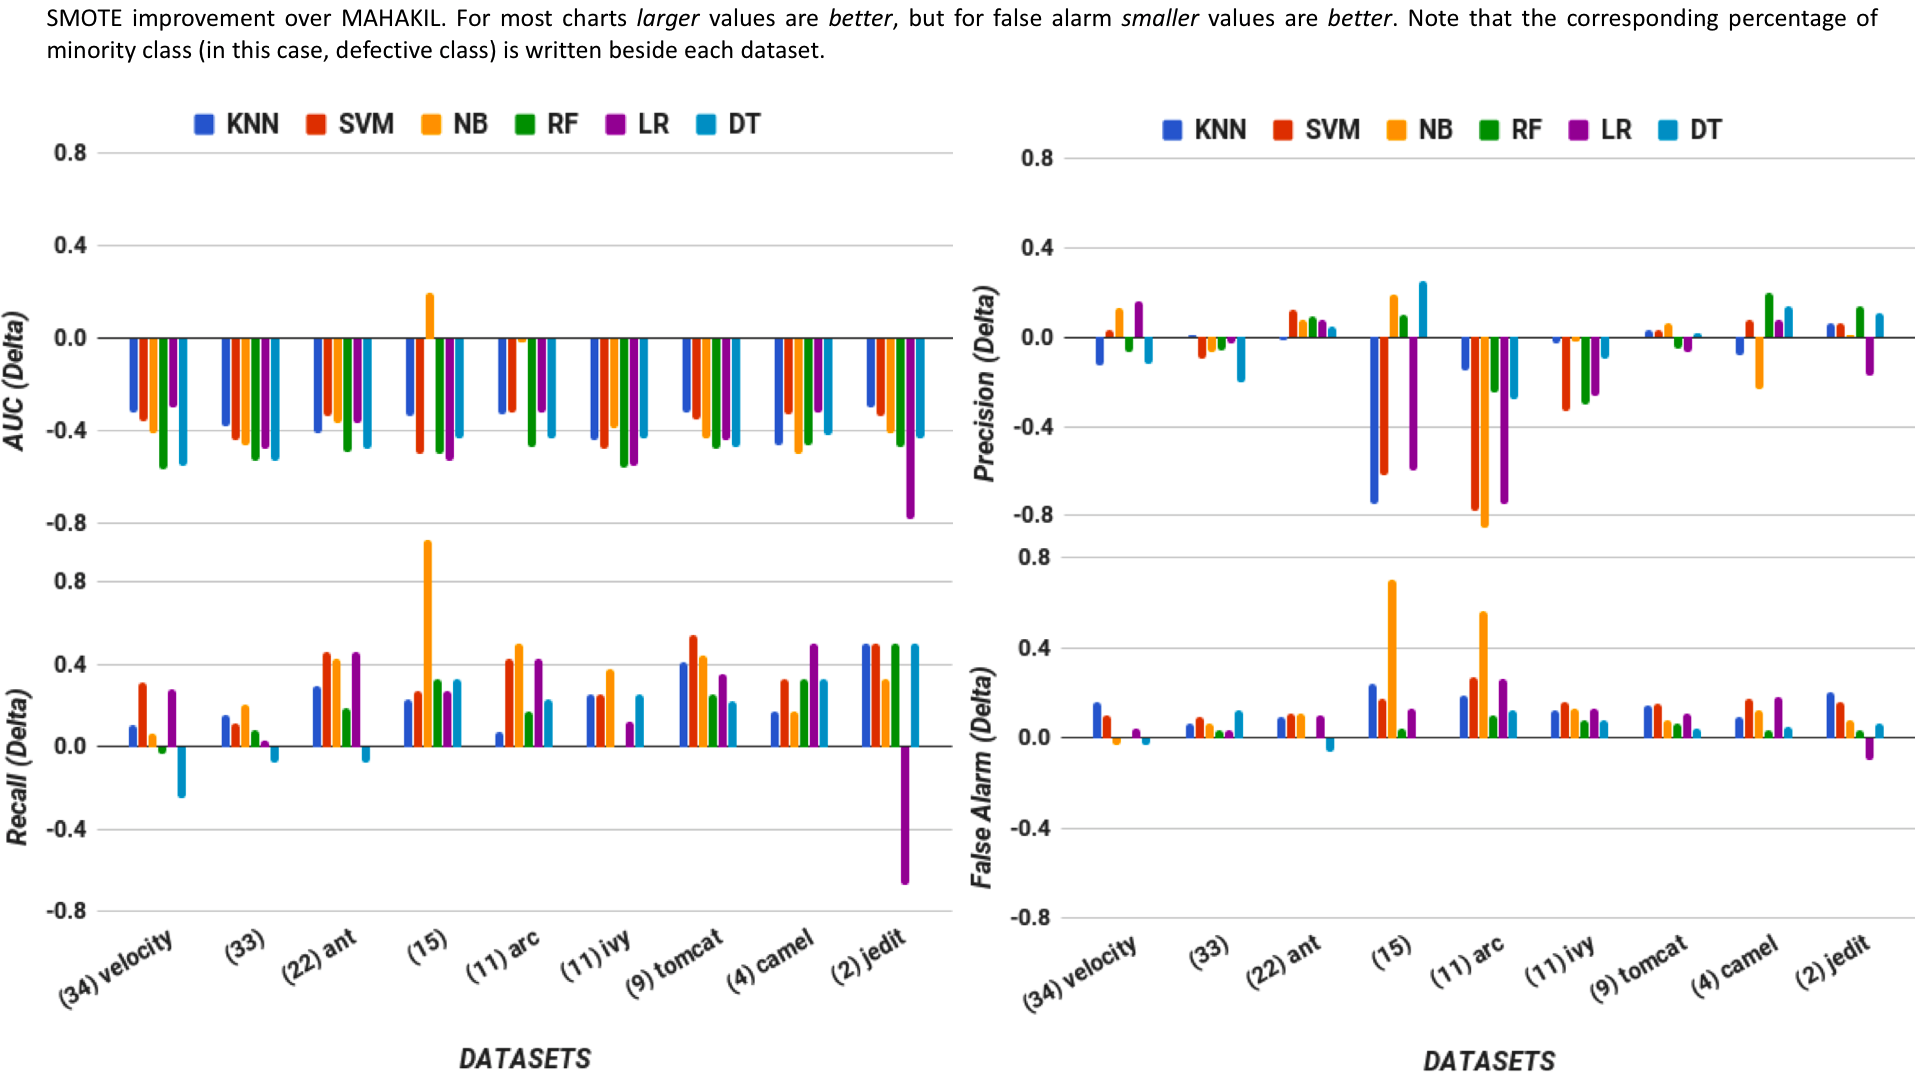 SMOTE improvement over MAHAKIL. For most charts larger values are better, but for false alarm smaller values are better. Note that the corresponding percentage of
minority class (in this case, defective class) is written beside each dataset.
KNN SVM NB RF LR DT
0.8
0.4
0.0
-0.4
-0.8
AUC (Delta)
0.8
0.4
0.0
-0.4
-0.8
Recall (Delta)
(34) velocity
(33)
(22) ant
(15)
(11) arc
(11) ivy
(9) tomcat
(4) camel
(2) jedit
DATASETS
KNN SVM NB RF LR DT
0.8
0.4
0.0
-0.4
-0.8
Precision (Delta)
0.8
0.4
0.0
-0.4
-0.8
False Alarm (Delta)
(34) velocity
(33)
(22) ant
(15)
(11) arc
(11) ivy
(9) tomcat
(4) camel
(2) jedit
DATASETS